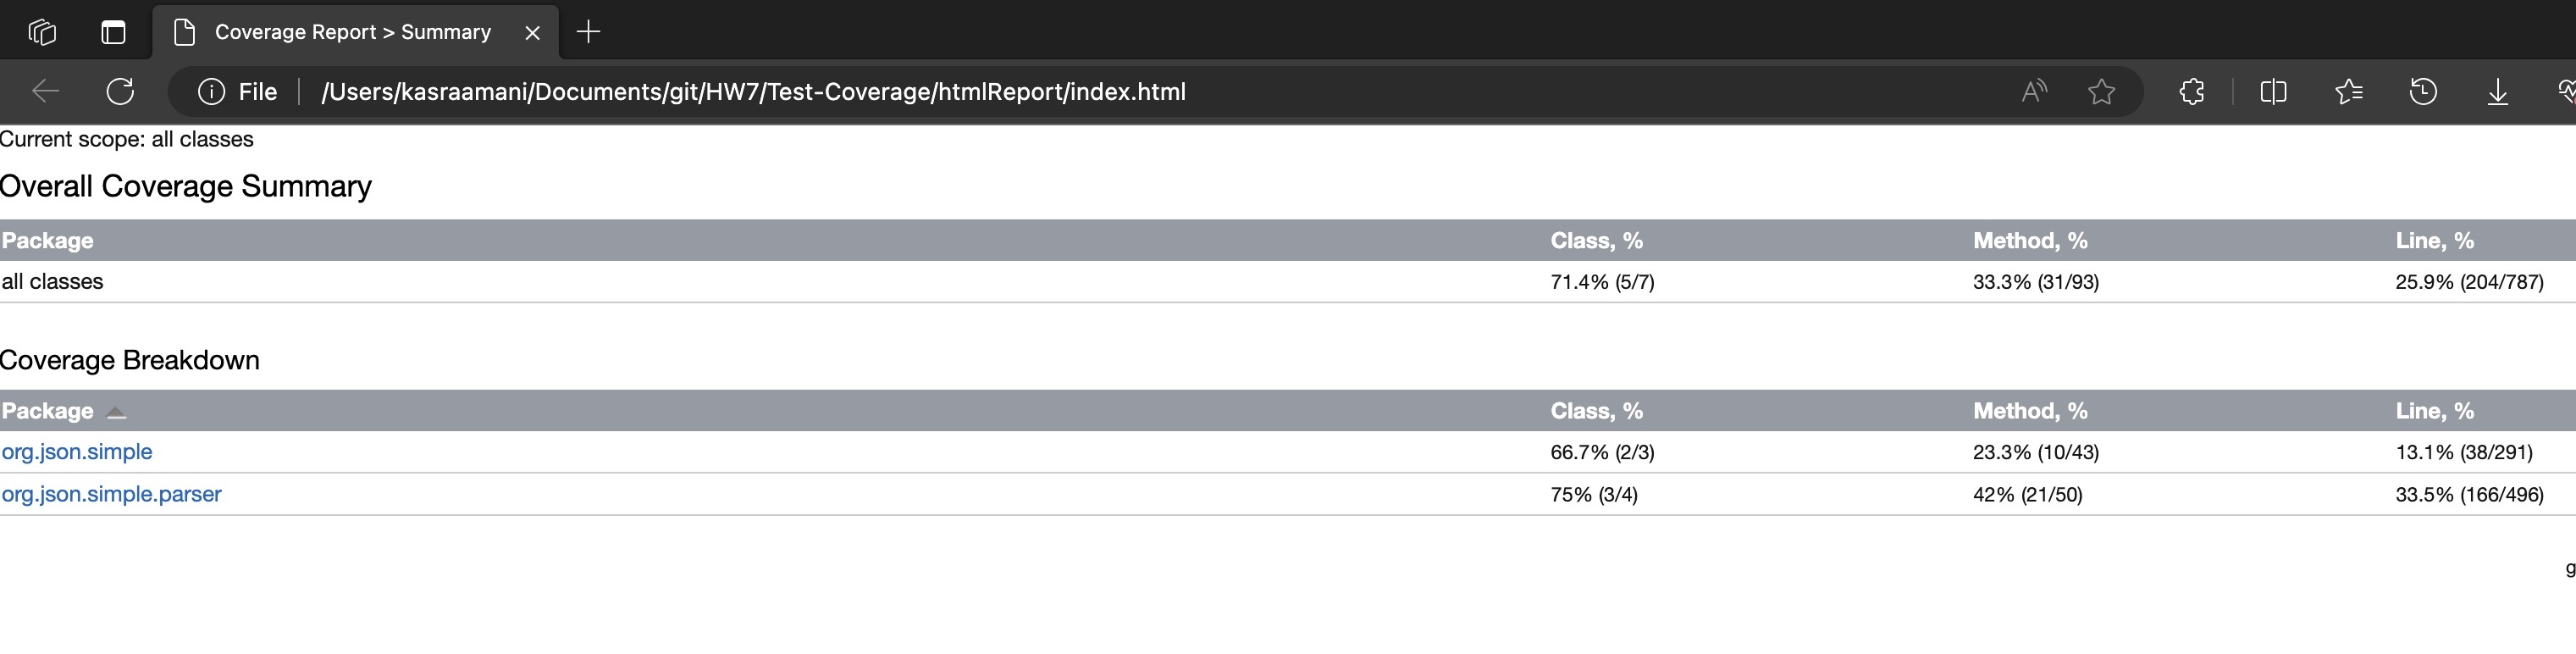 Coverage Report > Summary
File /Users/kasraamani/Documents/git/HW7/Test-Coverage/htmlReport/index.html
Current scope: all classes
Overall Coverage Summary
Package Class, % Method, % Line, %
all classes 71.4% (5/7) 33.3% (31/93) 25.9% (204/787)
Coverage Breakdown
Package Class, % Method, % Line, %
org.json.simple 66.7% (2/3) 23.3% (10/43) 13.1% (38/291)
org.json.simple.parser 75% (3/4) 42% (21/50) 33.5% (166/496)
g